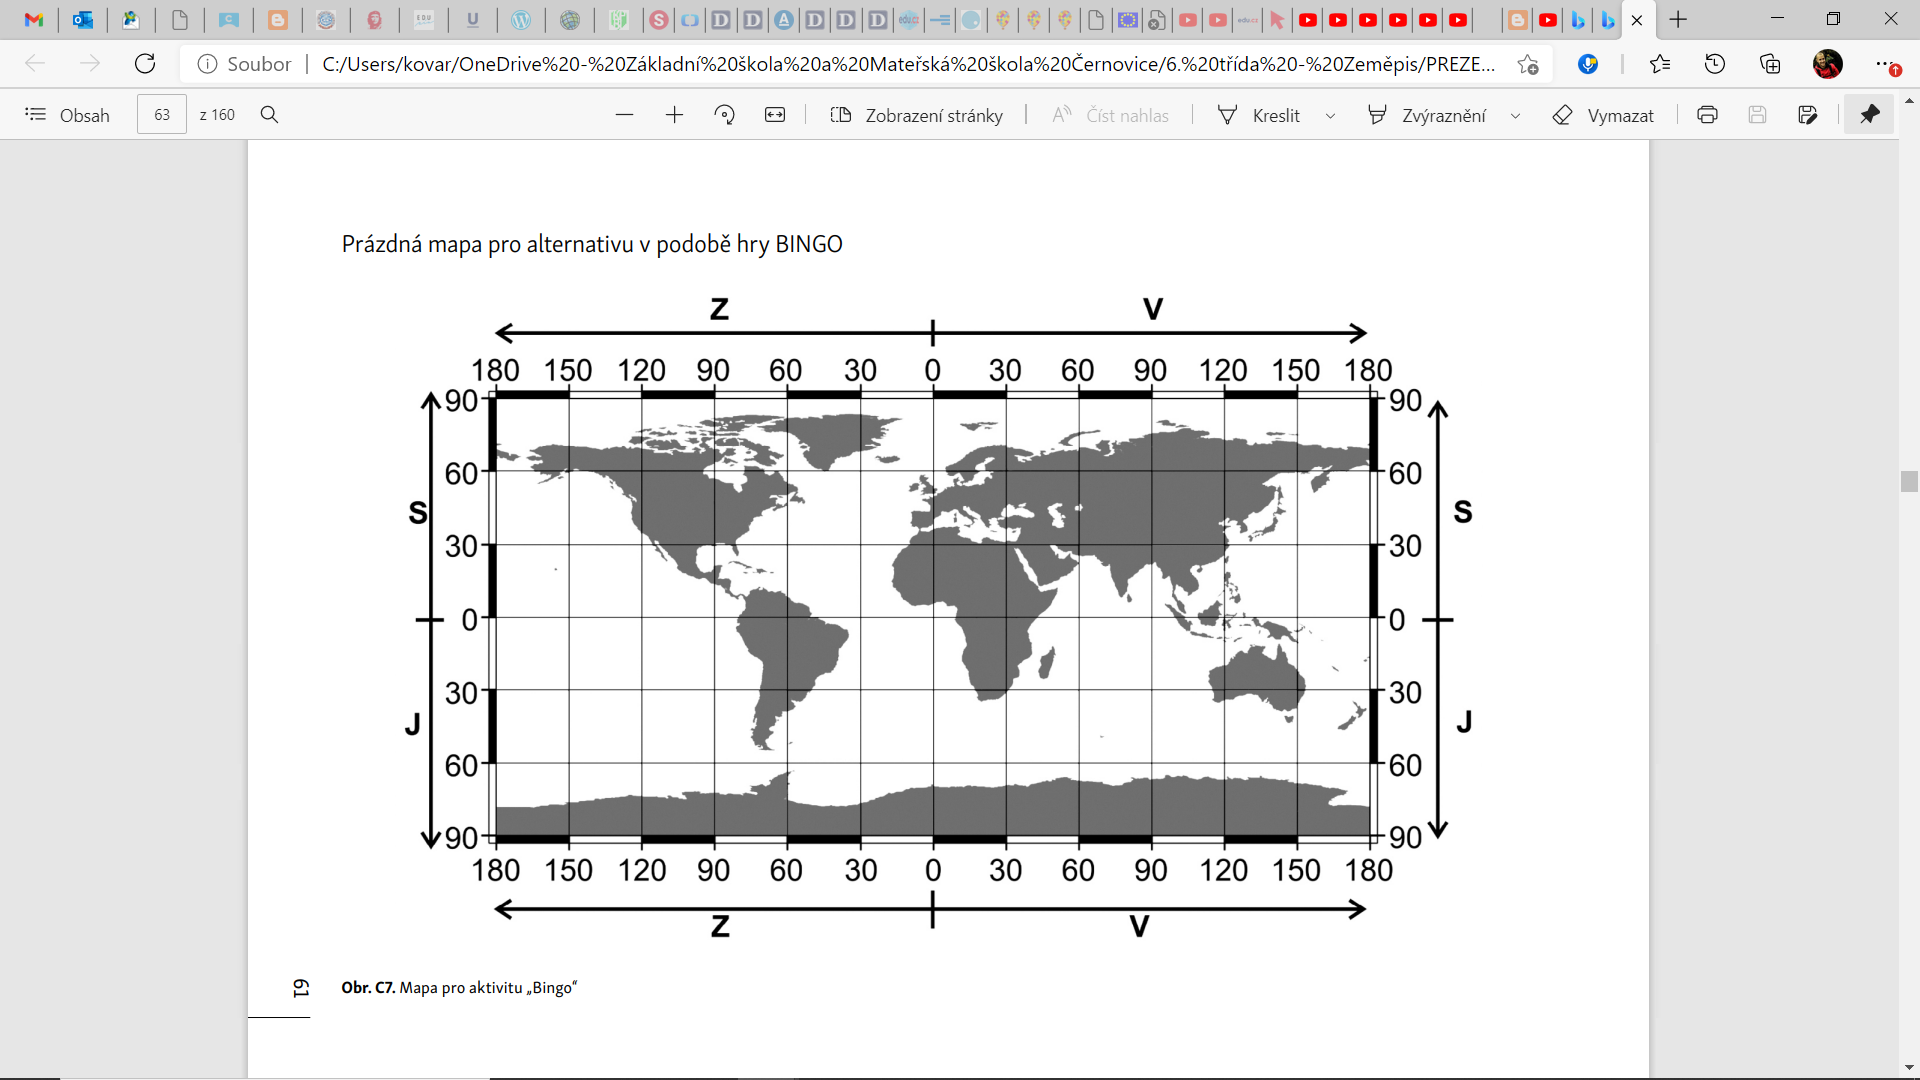 Soubor C:/Users/kovar/OneDrive%20-%20Základní%20škola%20a%20Mateřská%20škola%20Černovice/6.%20třída%20-%20Zeměpis/PREZE...
Obsah 63 z 160 Zobrazení stránky Číst nahlas Kreslit Zvýraznění Vymazat
Prázdná mapa pro alternativu v podobě hry BINGO
Z V
180 150 120 90 60 30 0 30 60 90 120 150 180
90 90
60 60
S S
30 30
0 0
30 30
J J
60 60
90 90
180 150 120 90 60 30 0 30 60 90 120 150 180
Z V
61
Obr. C7. Mapa pro aktivitu „Bingo“